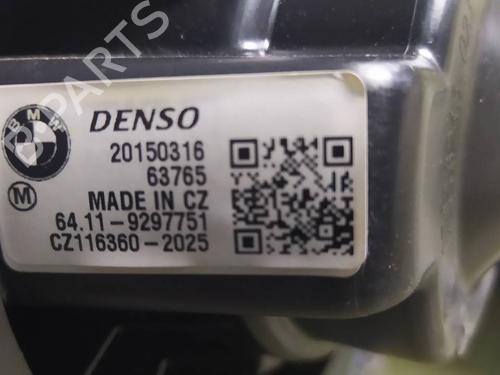 B PARTS
BMW
DENSO
20150316
63765
M
MADE IN CZ
64.11-9297751
CZ116360-2025